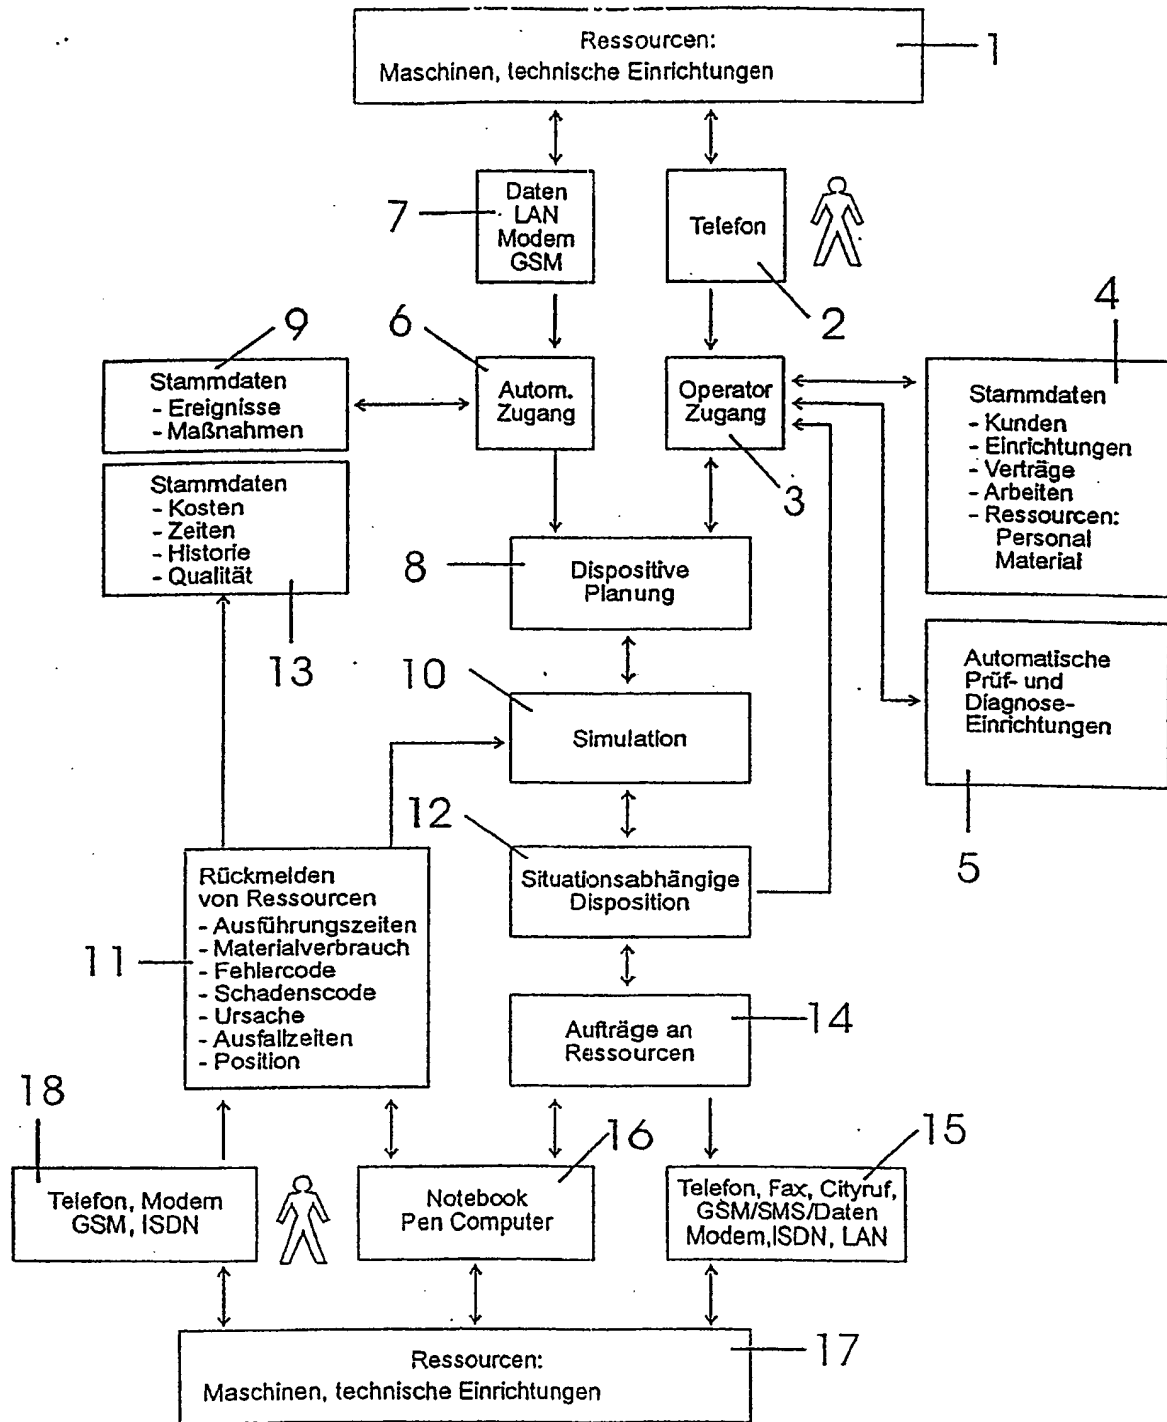 Ressourcen:
Maschinen, technische Einrichtungen
1
Daten
LAN
Modem
GSM
7
Telefon
2
4
9
6
Stammdaten
- Ereignisse
- Maßnahmen
Autom.
Zugang
Operator
Zugang
3
Stammdaten
- Kunden
- Einrichtungen
- Verträge
- Arbeiten
- Ressourcen:
Personal
Material
Stammdaten
- Kosten
- Zeiten
- Historie
- Qualität
13
8
Dispositive
Planung
10
Simulation
Automatische
Prüf- und
Diagnose-
Einrichtungen
5
12
Situationsabhängige
Disposition
Rückmelden
von Ressourcen
- Ausführungszeiten
- Materialverbrauch
- Fehlercode
- Schadenscode
- Ursache
- Ausfallzeiten
- Position
11
Aufträge an
Ressourcen
14
18
16
15
Telefon, Modem
GSM, ISDN
Notebook
Pen Computer
Telefon, Fax, Cityruf,
GSM/SMS/Daten
Modem,ISDN, LAN
Ressourcen:
Maschinen, technische Einrichtungen
17